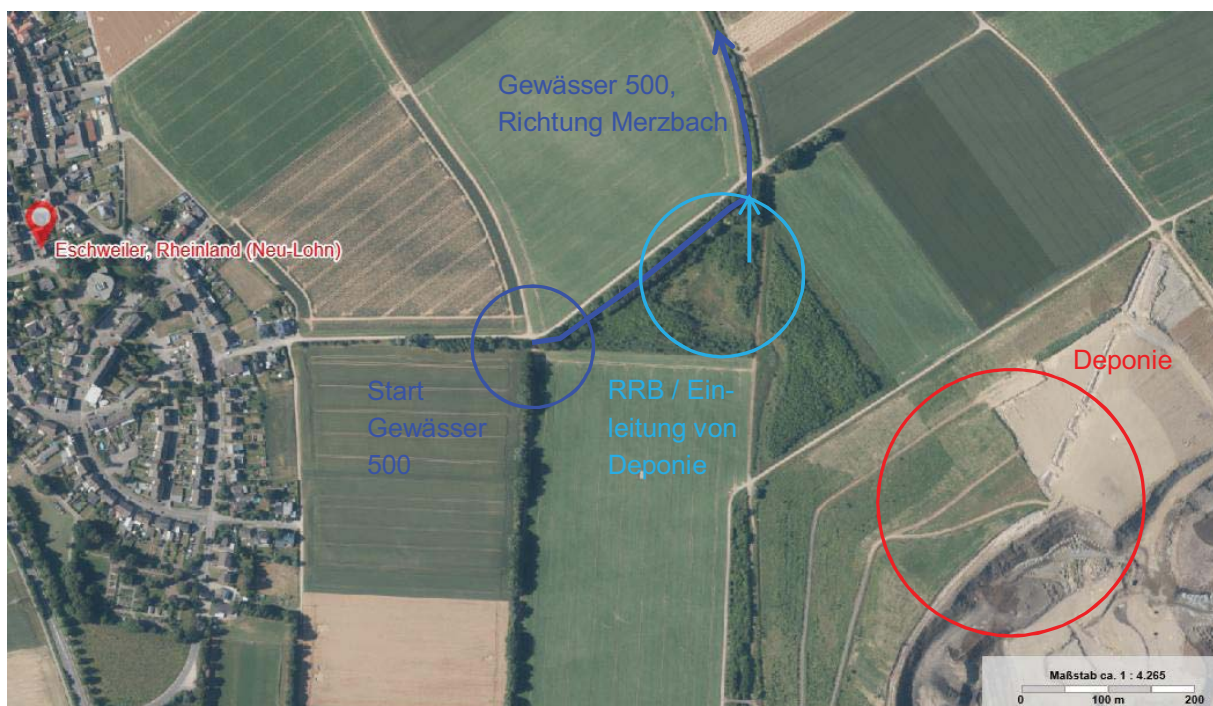 Gewässer 500,
Richtung Merzbach
Eschweiler, Rheinland (Neu-Lohn)
Deponie
Start
Gewässer
500
RRB / Ein-
leitung von
Deponie
Maßstab ca. 1 : 4.265
0 100 m 200